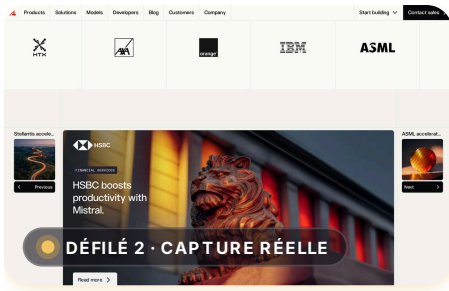 Products Solutions Models Developers Blog Customers Company Start building Contact sales
HTX
AXA
orange
IBM
ASML
Stellantis accele...
Previous
HSBC
FINANCIAL SERVICES
HSBC boosts
productivity with
Mistral.
Read more
ASML accelerat...
Next
DÉFILÉ 2 · CAPTURE RÉELLE